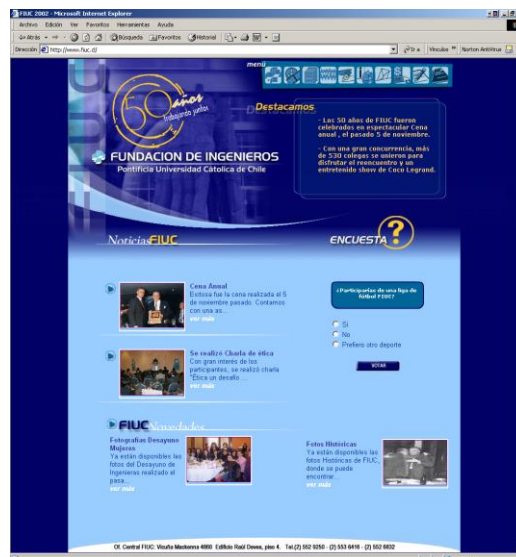 FIUC 2002 - Microsoft Internet Explorer
Archivo Edición Ver Favoritos Herramientas Ayuda
Atrás Búsqueda Favoritos Historial
Dirección http://www.fiuc.cl/ Ir a Vínculos Norton AntiVirus
menú
FIUC
50 años
Trabajando juntos
Destacamos
- Los 50 años de FIUC fueron
celebrados en espectacular Cena
anual , el pasado 5 de noviembre.
- Con una gran concurrencia, más
de 530 colegas se unieron para
disfrutar el reencuentro y un
entretenido show de Coco Legrand.
FUNDACION DE INGENIEROS
Pontificia Universidad Católica de Chile
NoticiasFIUC
ENCUESTA?
Cena Anual
Exitosa fue la cena realizada el 5
de noviembre pasado. Contamos
con una as...
ver más
¿Participarías de una liga de
fútbol FIUC?
Si
No
Prefiero otro deporte
VOTAR
Se realizó Charla de ética
Con gran interés de los
participantes, se realizó charla
"Ética un desafío ...
ver más
FIUC Novedades
Fotografías Desayuno
Mujeres
Ya están disponibles las
fotos del Desayuno de
Ingenieras realizado el
pasa...
ver más
Fotos Históricas
Ya están disponibles las
fotos Históricas de FIUC,
donde se puede
encontrar...
ver más
Of. Central FIUC: Vicuña Mackenna 4860 Edificio Raúl Deves, piso 4. Tel.(2) 552 9250 - (2) 553 6416 - (2) 552 6832